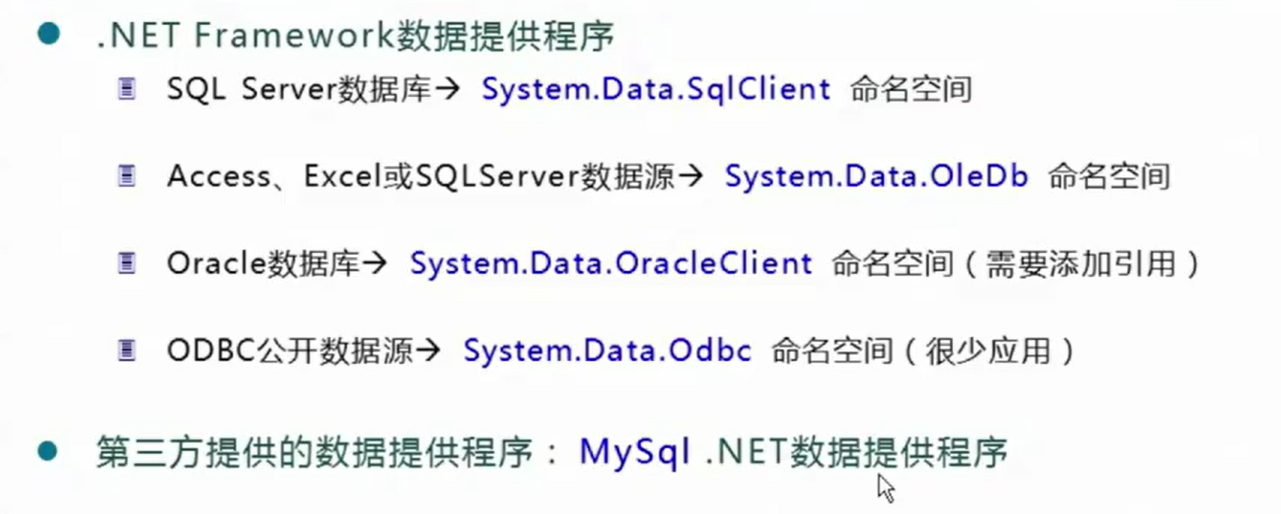 .NET Framework数据提供程序
SQL Server数据库→ System.Data.SqlClient 命名空间
Access、Excel或SQLServer数据源→ System.Data.OleDb 命名空间
Oracle数据库→ System.Data.OracleClient 命名空间（需要添加引用）
ODBC公开数据源→ System.Data.Odbc 命名空间（很少应用）
第三方提供的数据提供程序：MySql .NET数据提供程序